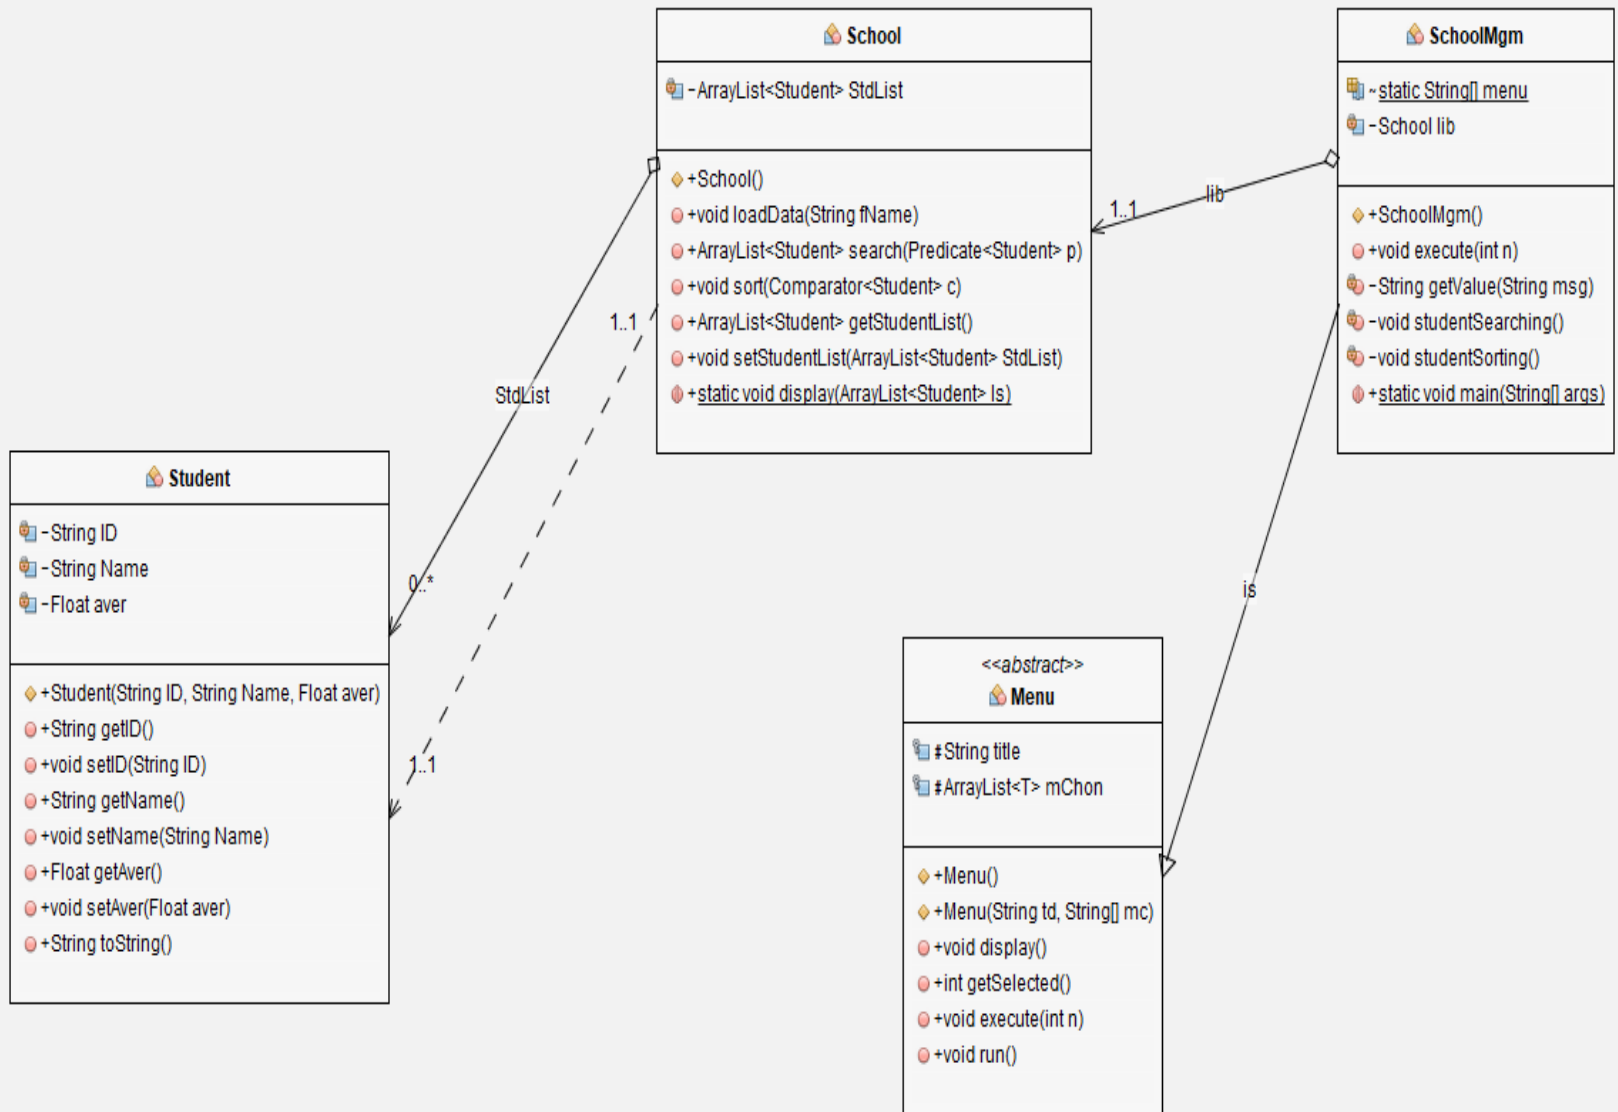 School
-ArrayList<Student> StdList
+School()
+void loadData(String fName)
+ArrayList<Student> search(Predicate<Student> p)
+void sort(Comparator<Student> c)
+ArrayList<Student> getStudentList()
+void setStudentList(ArrayList<Student> StdList)
+static void display(ArrayList<Student> ls)
SchoolMgm
~static String[] menu
-School lib
+SchoolMgm()
+void execute(int n)
-String getValue(String msg)
-void studentSearching()
-void studentSorting()
+static void main(String[] args)
lib
1..1
1..1
StdList
0..*
1..1
is
Student
-String ID
-String Name
-Float aver
+Student(String ID, String Name, Float aver)
+String getID()
+void setID(String ID)
+String getName()
+void setName(String Name)
+Float getAver()
+void setAver(Float aver)
+String toString()
<<abstract>>
Menu
#String title
#ArrayList<T> mChon
+Menu()
+Menu(String td, String[] mc)
+void display()
+int getSelected()
+void execute(int n)
+void run()